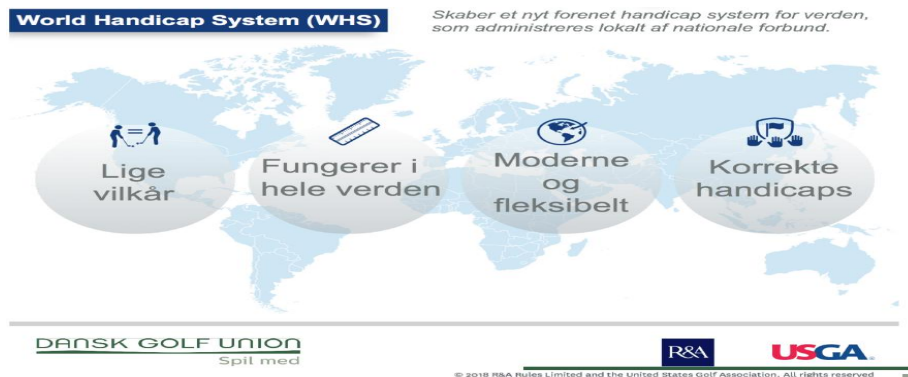 World Handicap System (WHS)
Skaber et nyt forenet handicap system for verden,
som administreres lokalt af nationale forbund.
Lige
vilkår
Fungerer i
hele verden
Moderne
og
fleksibelt
Korrekte
handicaps
DANSK GOLF UNION
Spil med
R&A
USGA.
© 2018 R&A Rules Limited and the United States Golf Association. All rights reserved